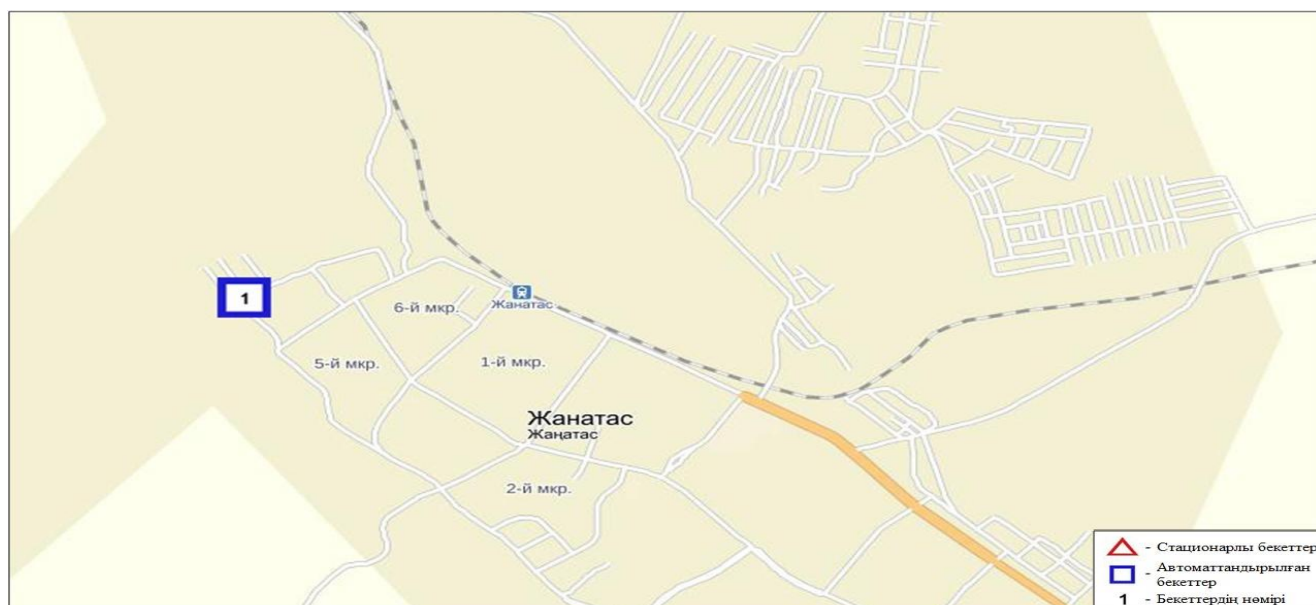 1
Жанатас
6-й мкр.
5-й мкр.
1-й мкр.
Жанатас
Жаңатас
2-й мкр.
- Стационарлы бекеттер
- Автоматтандырылған
бекеттер
1 - Бекеттердің нөмірі